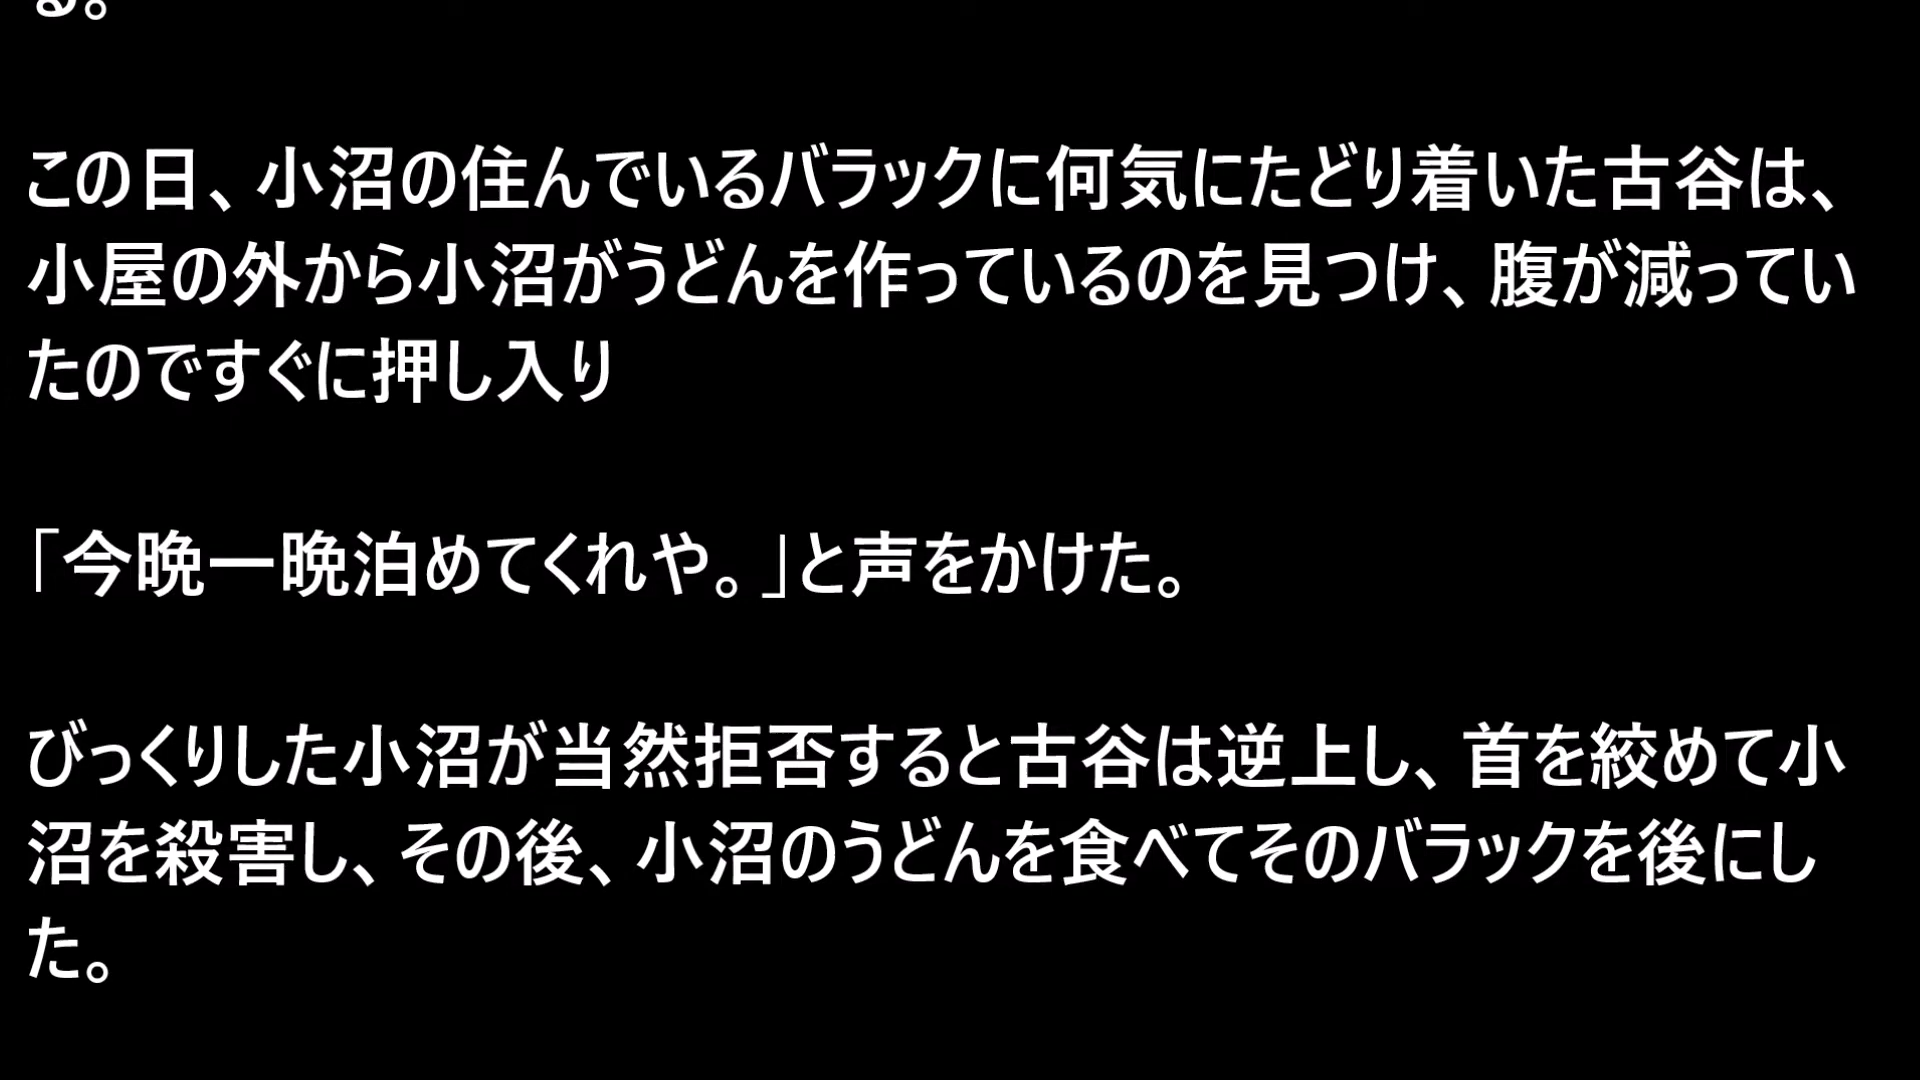 る。
この日、小沼の住んでいるバラックに何気にたどり着いた古谷は、
小屋の外から小沼がうどんを作っているのを見つけ、腹が減ってい
たのですぐに押し入り
「今晩一晩泊めてくれや。」と声をかけた。
びっくりした小沼が当然拒否すると古谷は逆上し、首を絞めて小
沼を殺害し、その後、小沼のうどんを食べてそのバラックを後にし
た。